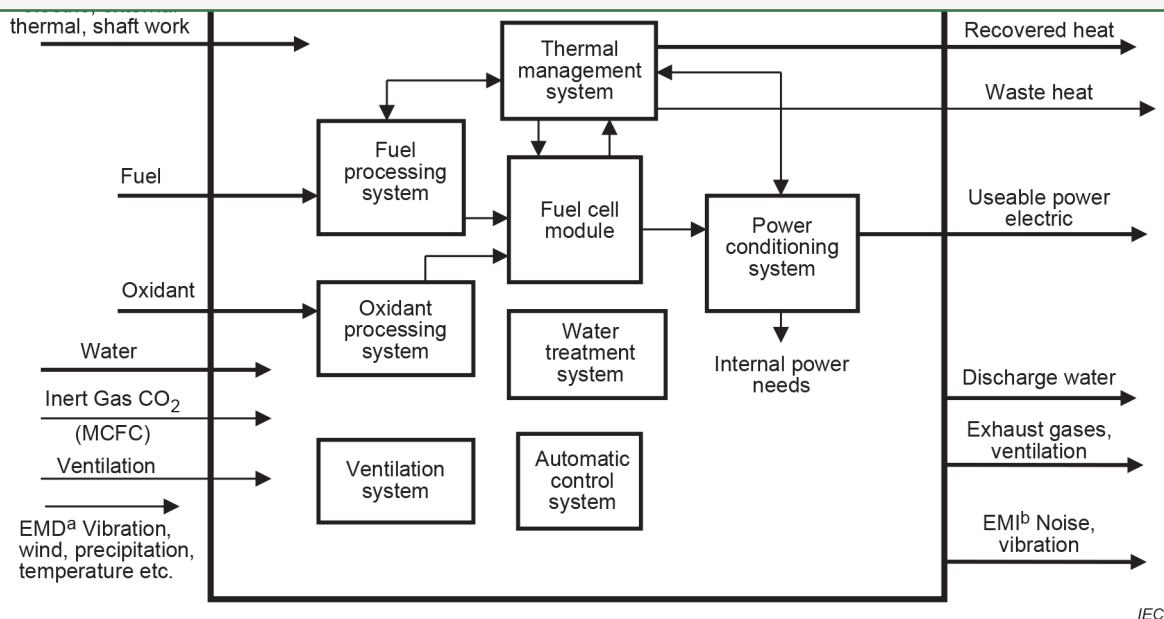 thermal, shaft work
Recovered heat
Thermal
management
system
Waste heat
Fuel
processing
system
Fuel
Fuel cell
module
Useable power
electric
Power
conditioning
system
Oxidant
Oxidant
processing
system
Water
treatment
system
Internal power
needs
Water
Discharge water
Inert Gas CO2
(MCFC)
Exhaust gases,
ventilation
Ventilation
Ventilation
system
Automatic
control
system
EMDa Vibration,
wind, precipitation,
temperature etc.
EMIb Noise,
vibration
IEC